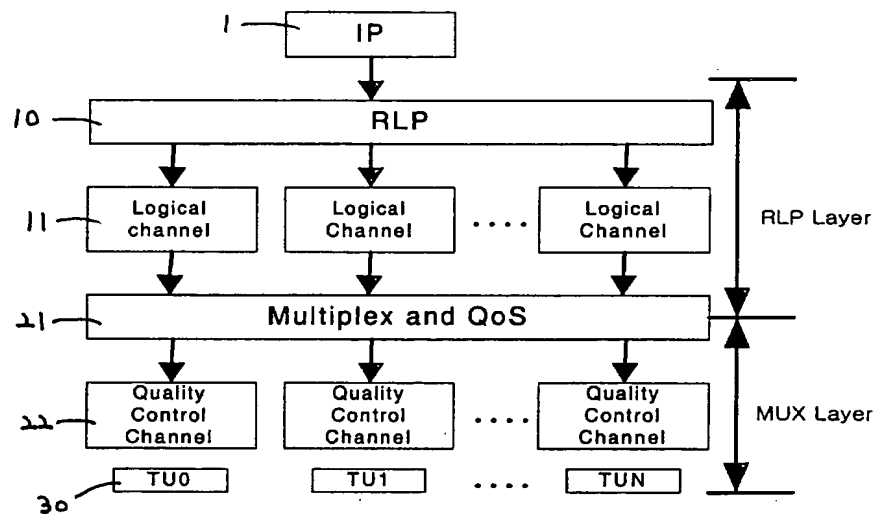 1
IP
10
RLP
11
Logical
channel
Logical
Channel
....
Logical
Channel
RLP Layer
21
Multiplex and QoS
22
Quality
Control
Channel
Quality
Control
Channel
....
Quality
Control
Channel
MUX Layer
30
TU0
TU1
....
TUN